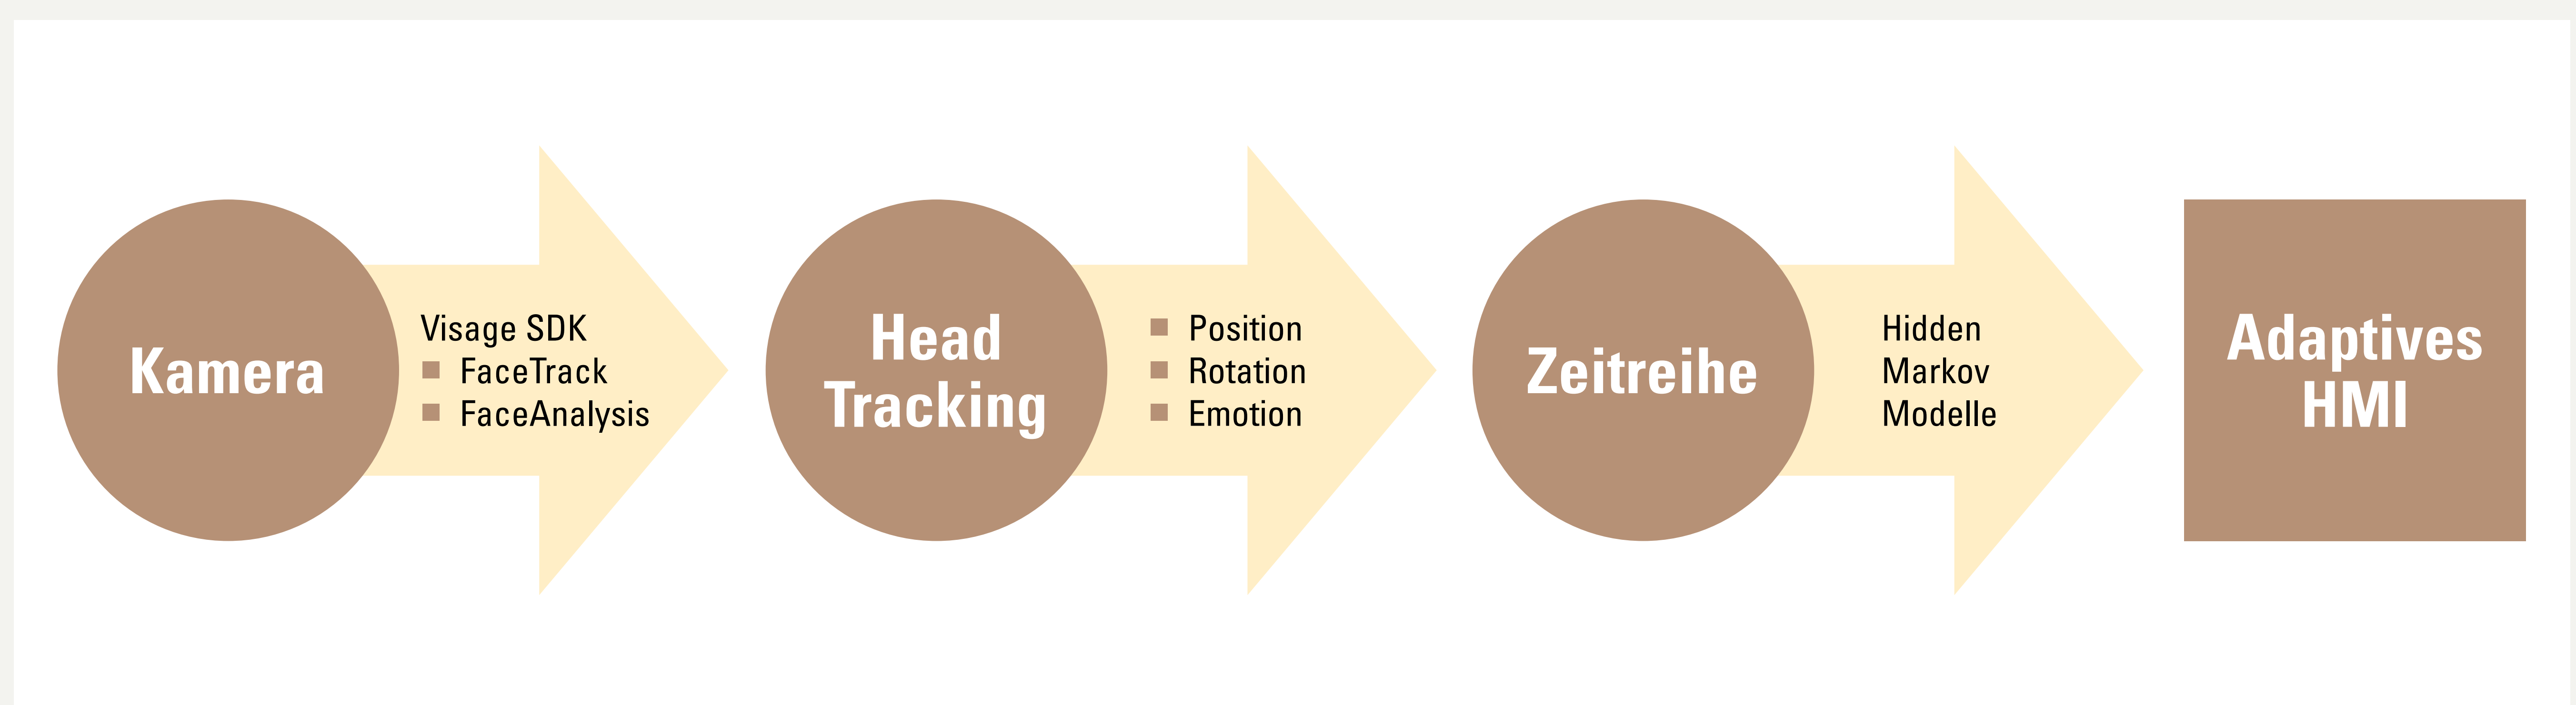 Kamera
Visage SDK
FaceTrack
FaceAnalysis
Head
Tracking
Position
Rotation
Emotion
Zeitreihe
Hidden
Markov
Modelle
Adaptives
HMI